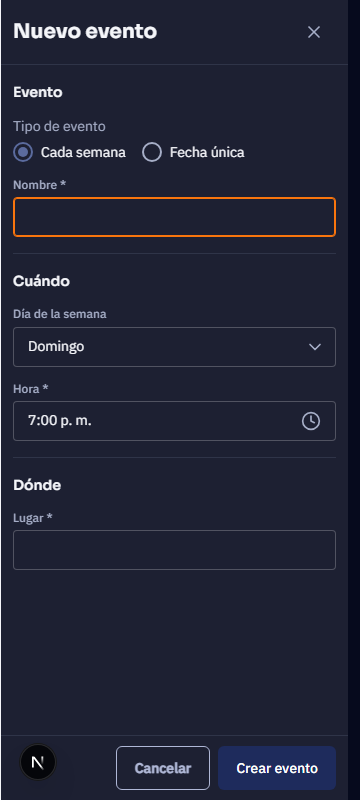 Nuevo evento
Evento
Tipo de evento
Cada semana
Fecha única
Nombre *
Cuándo
Día de la semana
Domingo
Hora *
7:00 p. m.
Dónde
Lugar *
N
Cancelar
Crear evento